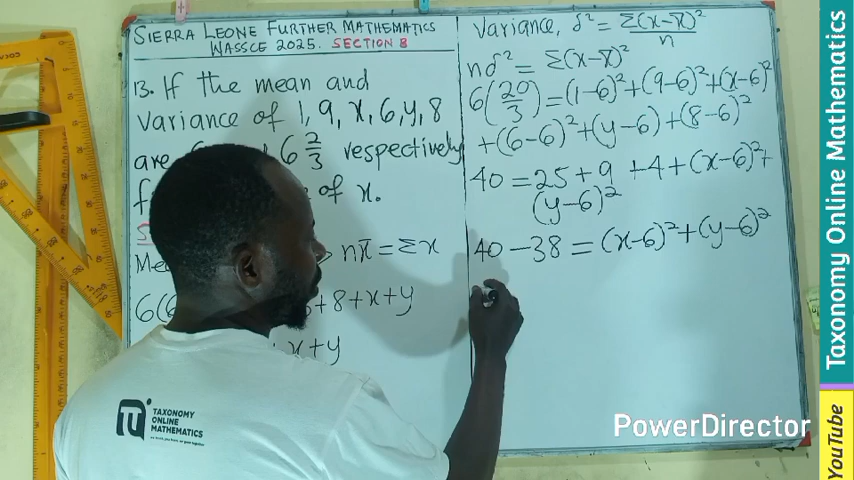 SIERRA LEONE FURTHER MATHEMATICS
WASSCE 2025. SECTION B
13. If the mean and
variance of 1, 9, x, 6, y, 8
are 6 2/3 respectively
of x.
nx̄ = Σx
6(6 + 8 + x + y
x + y
Variance, δ² = Σ(x-x̄)²/n
nδ² = Σ(x-x̄)²
6(20/3) = (1-6)² + (9-6)² + (x-6)²
+ (6-6)² + (y-6) + (8-6)²
40 = 25 + 9 + 4 + (x-6)² +
(y-6)²
40 - 38 = (x-6)² + (y-6)²
TAXONOMY
ONLINE
MATHEMATICS
PowerDirector
Taxonomy Online Mathematics
YouTube